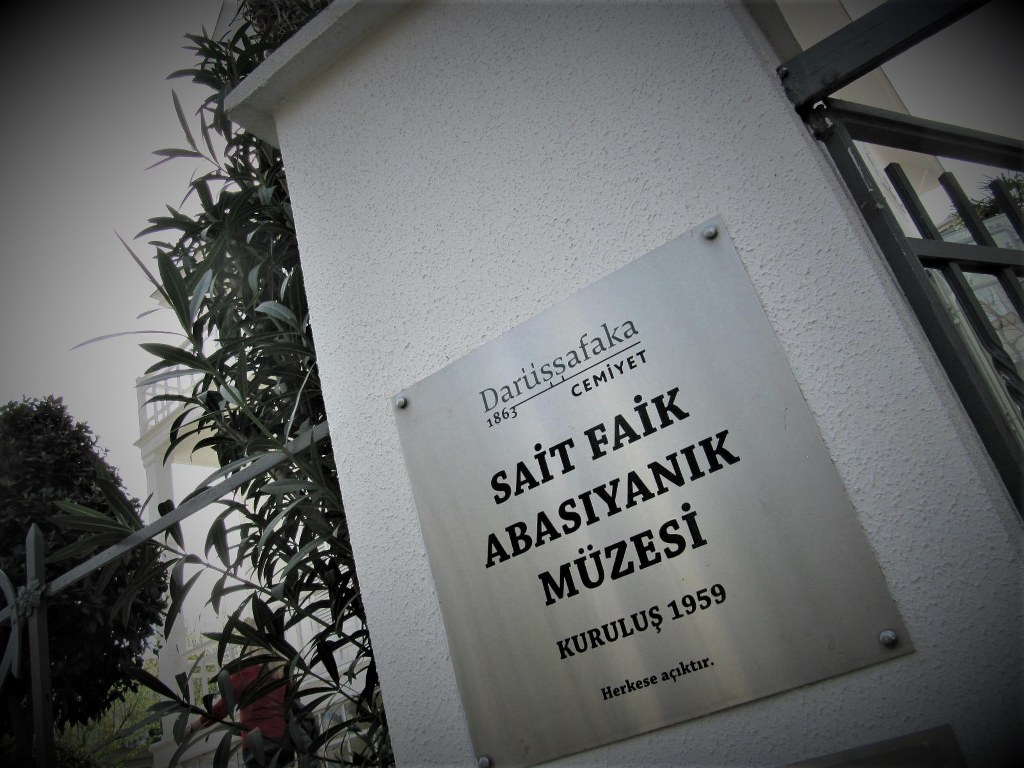 Darüşşafaka
1863 CEMİYET
SAİT FAİK
ABASIYANIK
MÜZESİ
KURULUŞ 1959
Herkese açıktır.